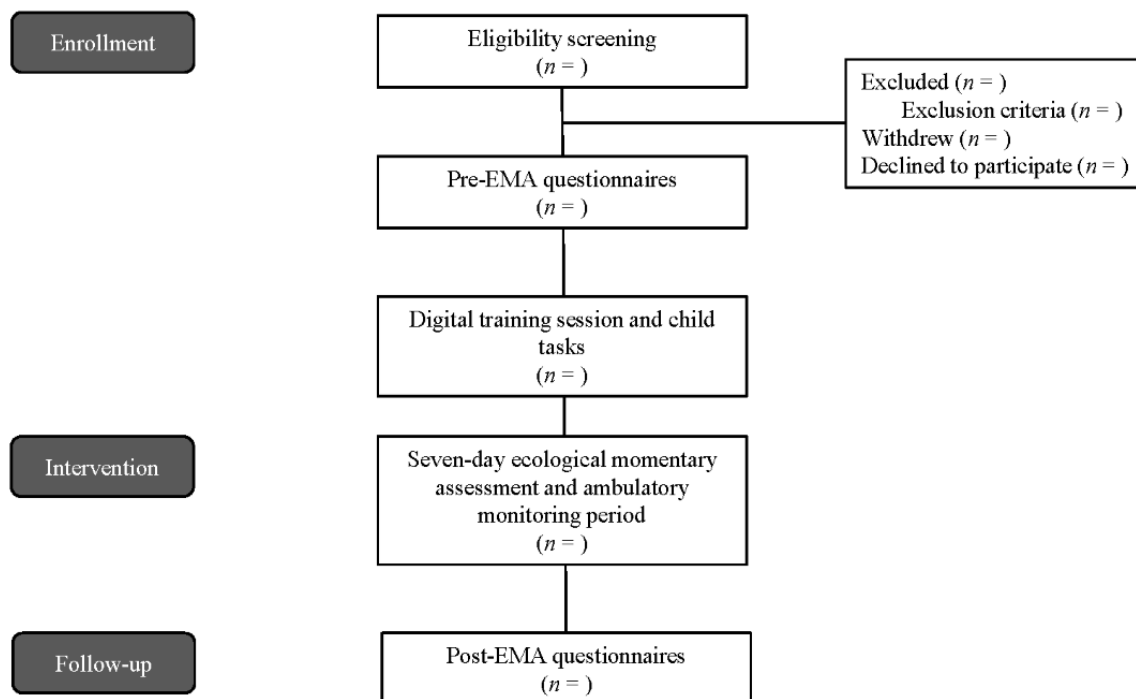 Enrollment
Eligibility screening
(n = )
Excluded (n = )
Exclusion criteria (n = )
Withdrew (n = )
Declined to participate (n = )
Pre-EMA questionnaires
(n = )
Digital training session and child
tasks
(n = )
Intervention
Seven-day ecological momentary
assessment and ambulatory
monitoring period
(n = )
Follow-up
Post-EMA questionnaires
(n = )